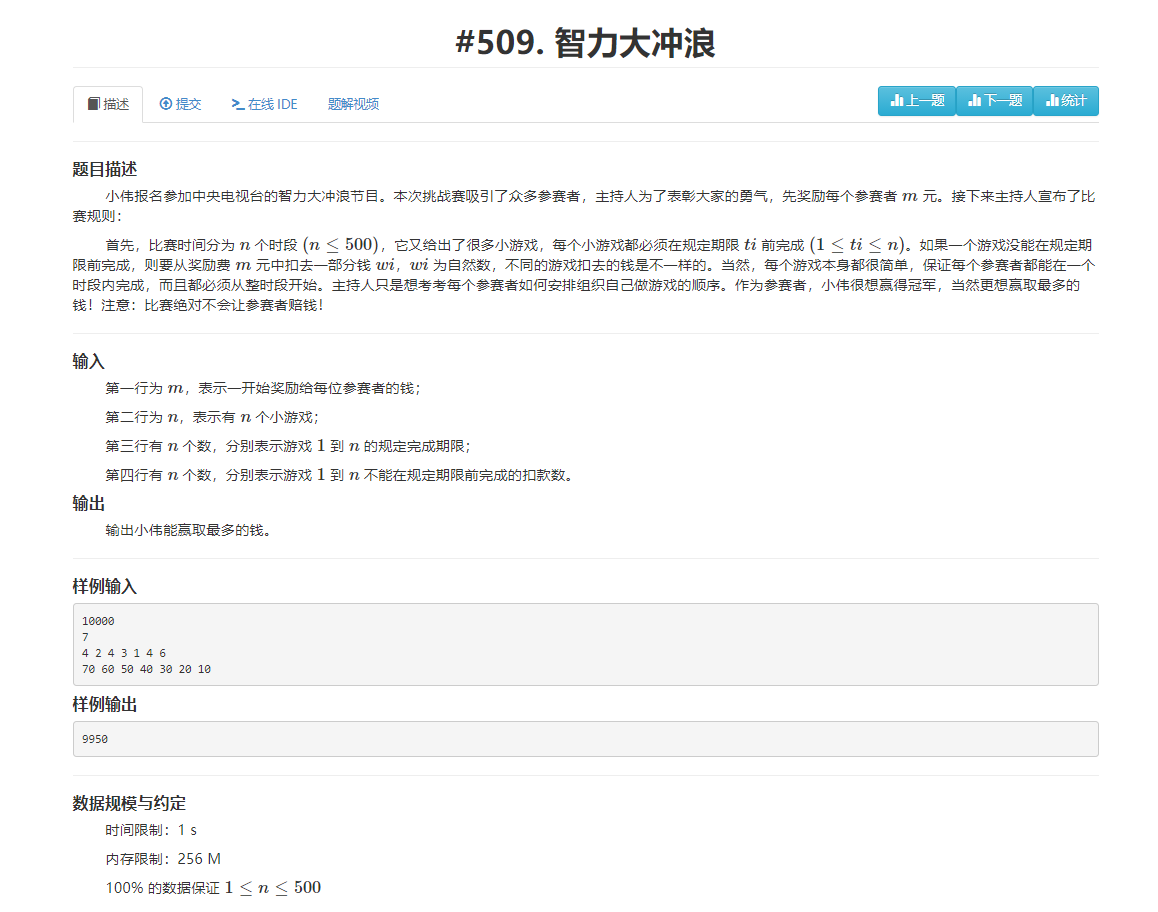 #509. 智力大冲浪
描述 提交 在线 IDE 题解视频 上一题 下一题 统计
题目描述
小伟报名参加中央电视台的智力大冲浪节目。本次挑战赛吸引了众多参赛者，主持人为了表彰大家的勇气，先奖励每个参赛者 m 元。接下来主持人宣布了比
赛规则：
首先，比赛时间分为 n 个时段 (n ≤ 500)，它又给出了很多小游戏，每个小游戏都必须在规定期限 ti 前完成 (1 ≤ ti ≤ n)。如果一个游戏没能在规定期
限前完成，则要从奖励费 m 元中扣去一部分钱 wi，wi 为自然数，不同的游戏扣去的钱是不一样的。当然，每个游戏本身都很简单，保证每个参赛者都能在一个
时段内完成，而且都必须从整时段开始。主持人只是想考考每个参赛者如何安排组织自己做游戏的顺序。作为参赛者，小伟很想赢得冠军，当然更想赢取最多的
钱！注意：比赛绝对不会让参赛者赔钱！
输入
第一行为 m，表示一开始奖励给每位参赛者的钱；
第二行为 n，表示有 n 个小游戏；
第三行有 n 个数，分别表示游戏 1 到 n 的规定完成期限；
第四行有 n 个数，分别表示游戏 1 到 n 不能在规定期限前完成的扣款数。
输出
输出小伟能赢取最多的钱。
样例输入
10000
7
4 2 4 3 1 4 6
70 60 50 40 30 20 10
样例输出
9950
数据规模与约定
时间限制：1 s
内存限制：256 M
100% 的数据保证 1 ≤ n ≤ 500